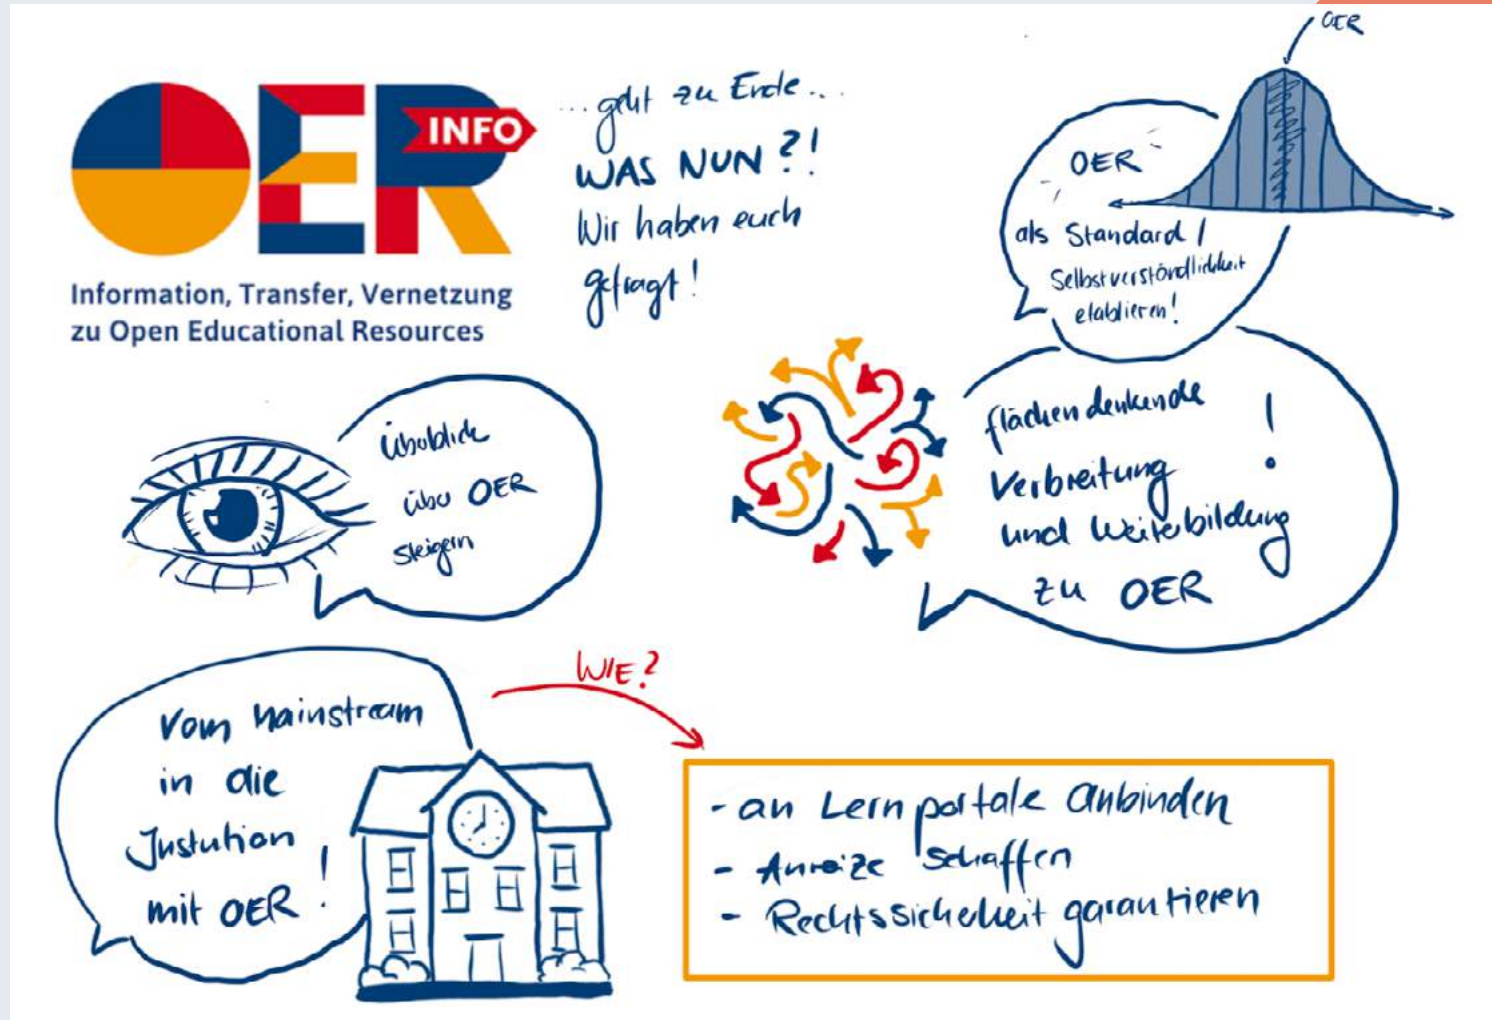 OER
INFO
Information, Transfer, Vernetzung
zu Open Educational Resources
...geht zu Ende...
WAS NUN?!
Wir haben euch
gefragt!
OER
OER
als Standard /
Selbstverständlichkeit
etablieren!
Überblick
über OER
steigern
flächendenkende
Verbreitung
und Weiterbildung
zu OER
!
Vom Mainstream
in die
Justution
mit OER!
WIE?
- an Lernportale anbinden
- Anreize schaffen
- Rechtssicherheit garantieren